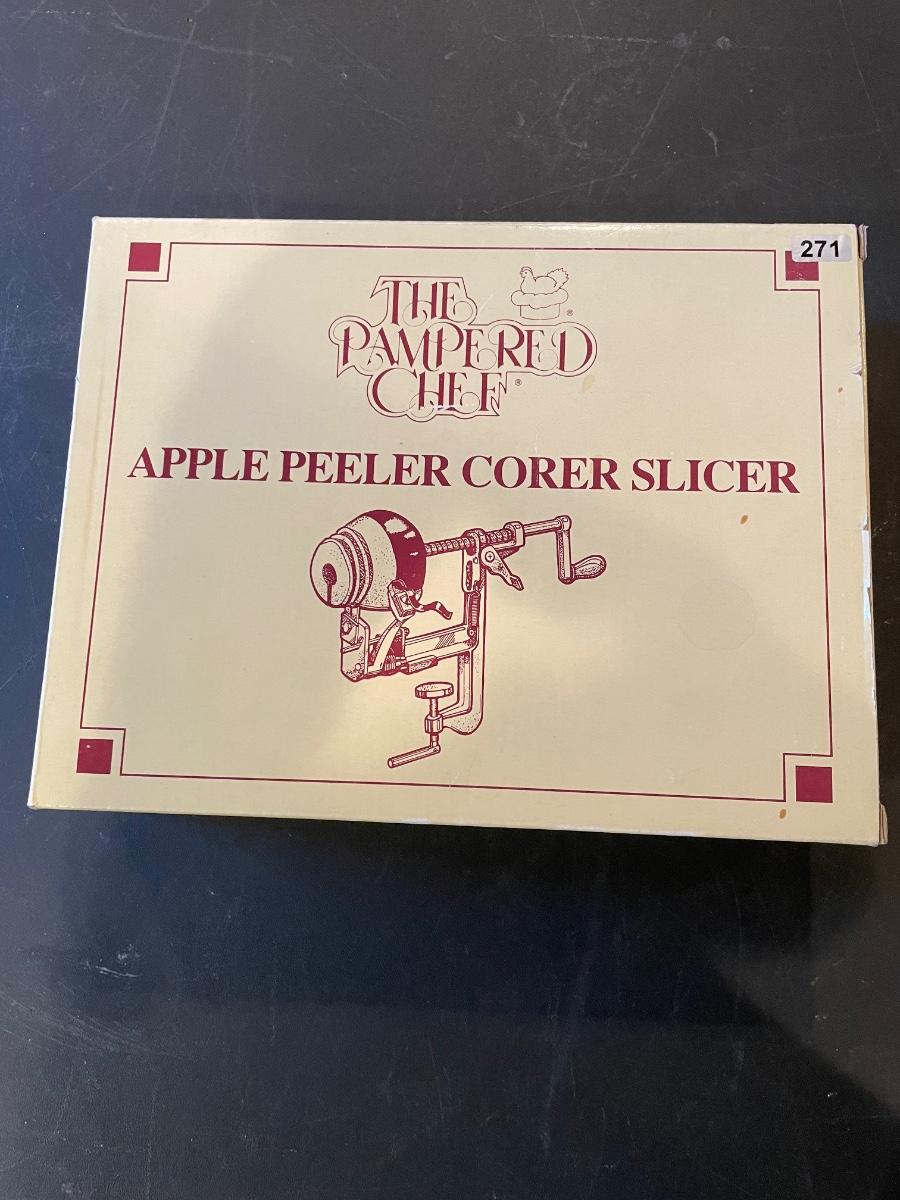 271
THE
PAMPERED
CHEF®
APPLE PEELER CORER SLICER